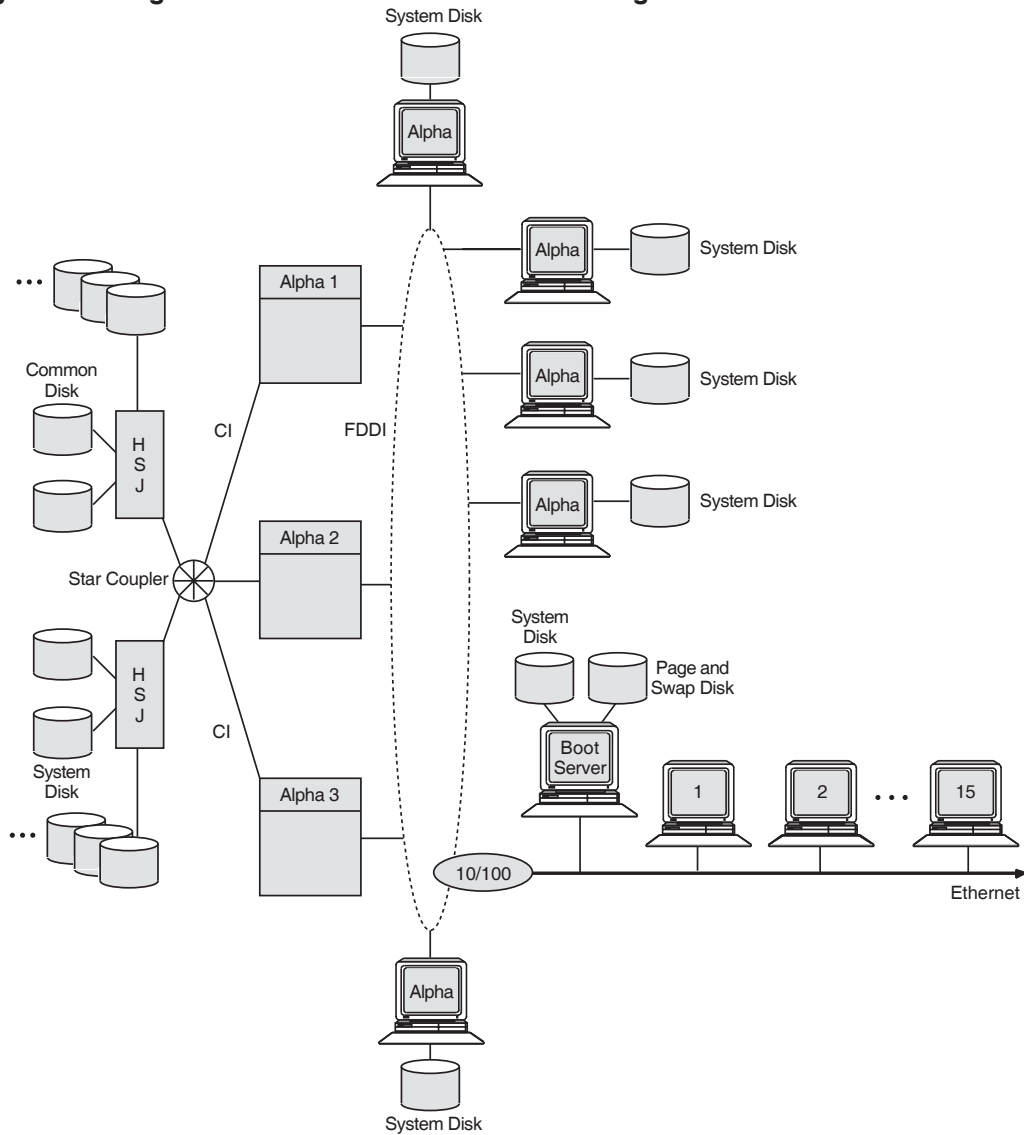 System Disk
Alpha
Alpha
System Disk
Alpha 1
...
Common
Disk
Alpha
System Disk
H
S
J
CI
FDDI
Alpha
System Disk
Alpha 2
Star Coupler
System
Disk
Page and
Swap Disk
H
S
J
CI
Boot
Server
System
Disk
Alpha 3
1
2
...
15
...
10/100
Ethernet
Alpha
System Disk